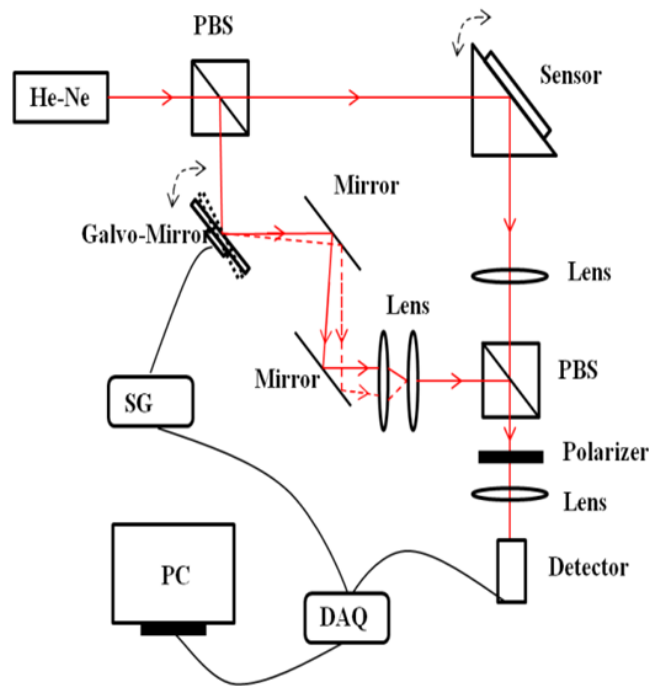 PBS
Sensor
He-Ne
Mirror
Galvo-Mirror
Lens
Lens
Mirror
PBS
SG
Polarizer
Lens
PC
Detector
DAQ